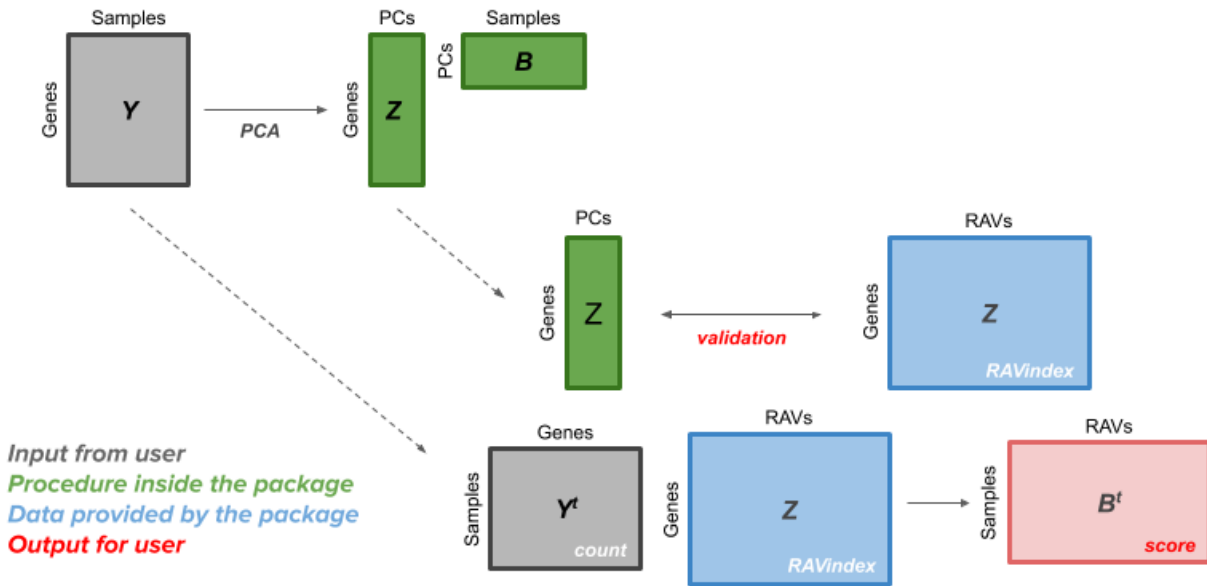 Samples
PCs
Samples
Genes
Y
PCA
Genes
Z
PCs
B
PCs
RAVs
Genes
Z
validation
Genes
Z
RAVindex
Genes
RAVs
RAVs
Samples
Yᵗ
count
Genes
Z
RAVindex
Samples
Bᵗ
score
Input from user
Procedure inside the package
Data provided by the package
Output for user